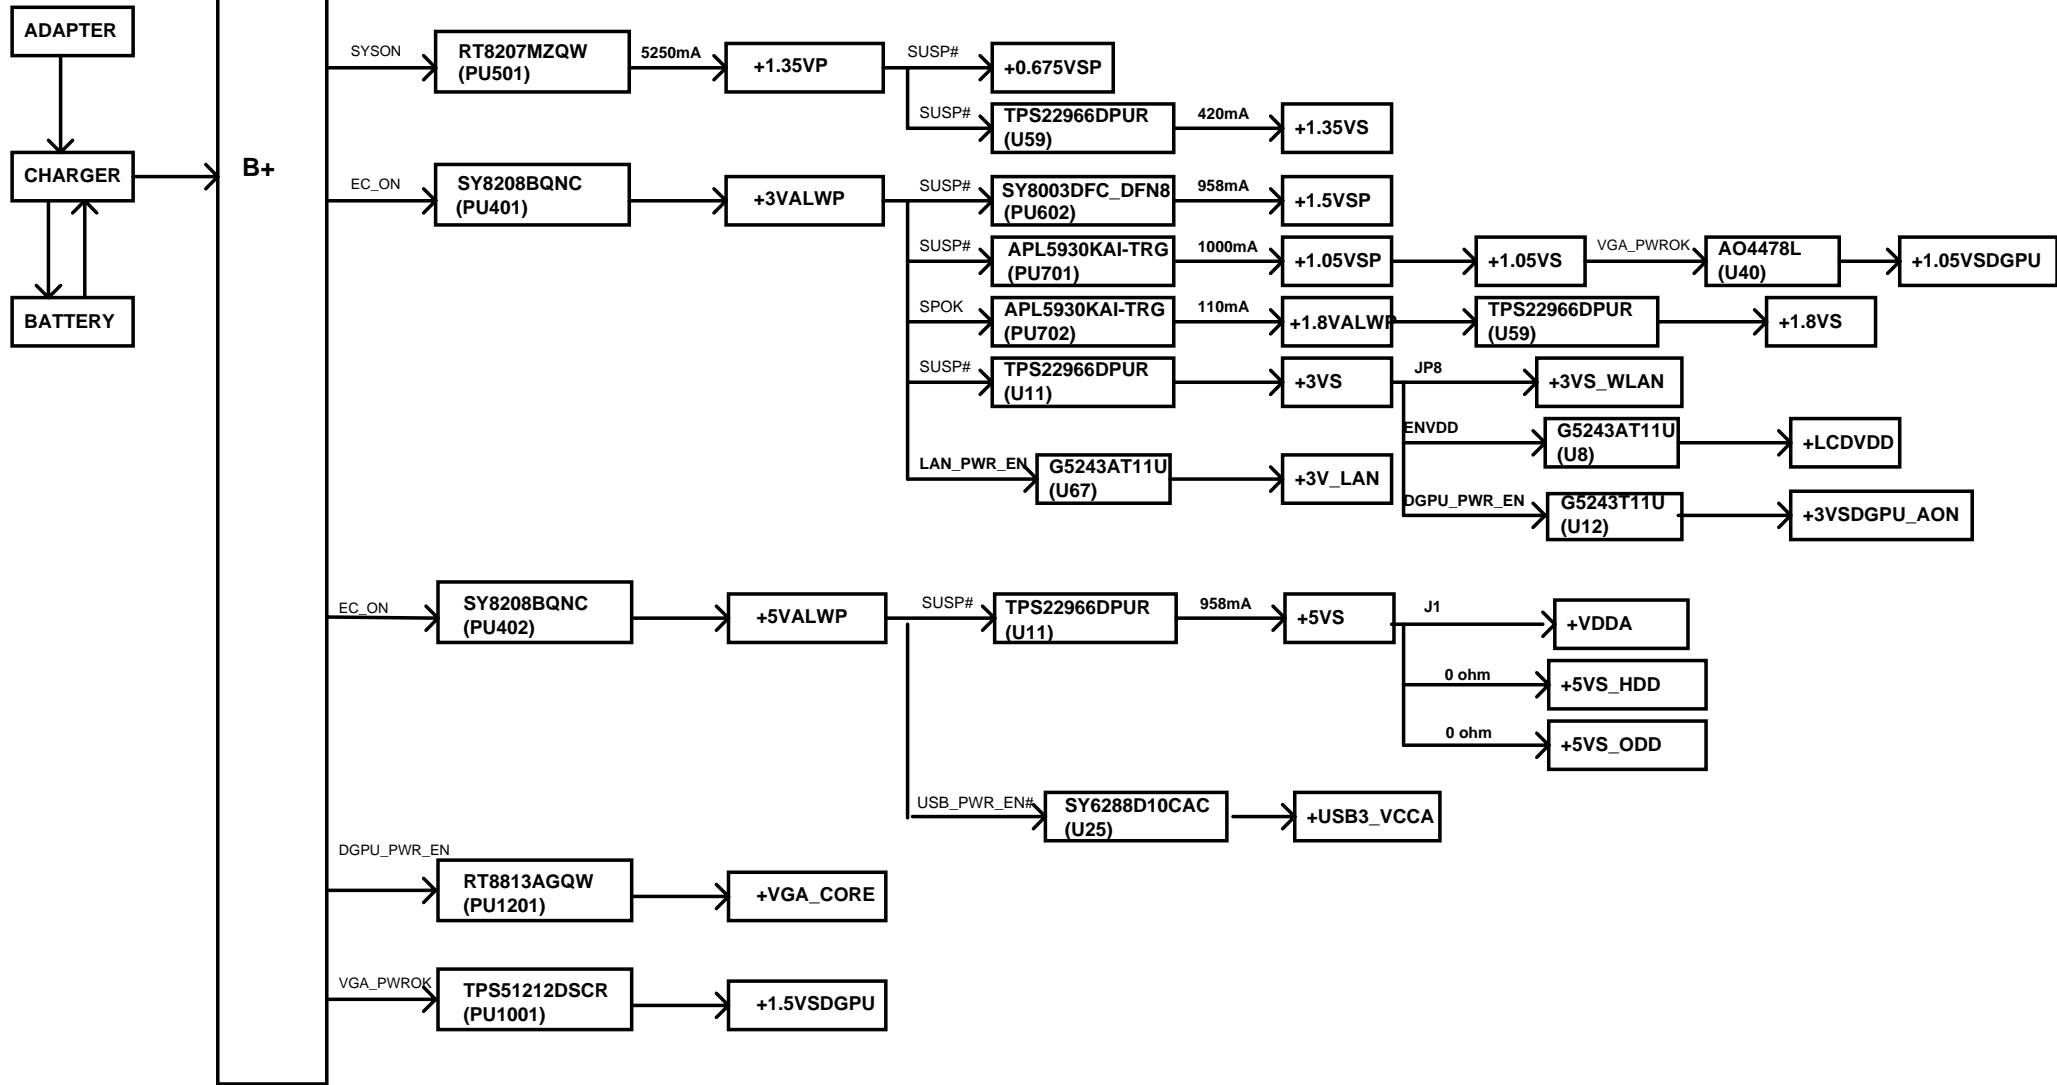 ADAPTER
CHARGER
BATTERY
B+
SYSON
RT8207MZQW
(PU501)
5250mA
+1.35VP
SUSP#
+0.675VSP
SUSP#
TPS22966DPUR
(U59)
420mA
+1.35VS
EC_ON
SY8208BQNC
(PU401)
+3VALWP
SUSP#
SY8003DFC_DFN8
(PU602)
958mA
+1.5VSP
SUSP#
APL5930KAI-TRG
(PU701)
1000mA
+1.05VSP
+1.05VS
VGA_PWROK
AO4478L
(U40)
+1.05VSDGPU
SPOK
APL5930KAI-TRG
(PU702)
110mA
+1.8VALWP
TPS22966DPUR
(U59)
+1.8VS
SUSP#
TPS22966DPUR
(U11)
+3VS
JP8
+3VS_WLAN
ENVDD
G5243AT11U
(U8)
+LCDVDD
LAN_PWR_EN
G5243AT11U
(U67)
+3V_LAN
DGPU_PWR_EN
G5243T11U
(U12)
+3VSDGPU_AON
EC_ON
SY8208BQNC
(PU402)
+5VALWP
SUSP#
TPS22966DPUR
(U11)
958mA
+5VS
J1
+VDDA
0 ohm
+5VS_HDD
0 ohm
+5VS_ODD
USB_PWR_EN#
SY6288D10CAC
(U25)
+USB3_VCCA
DGPU_PWR_EN
RT8813AGQW
(PU1201)
+VGA_CORE
VGA_PWROK
TPS51212DSCR
(PU1001)
+1.5VSDGPU